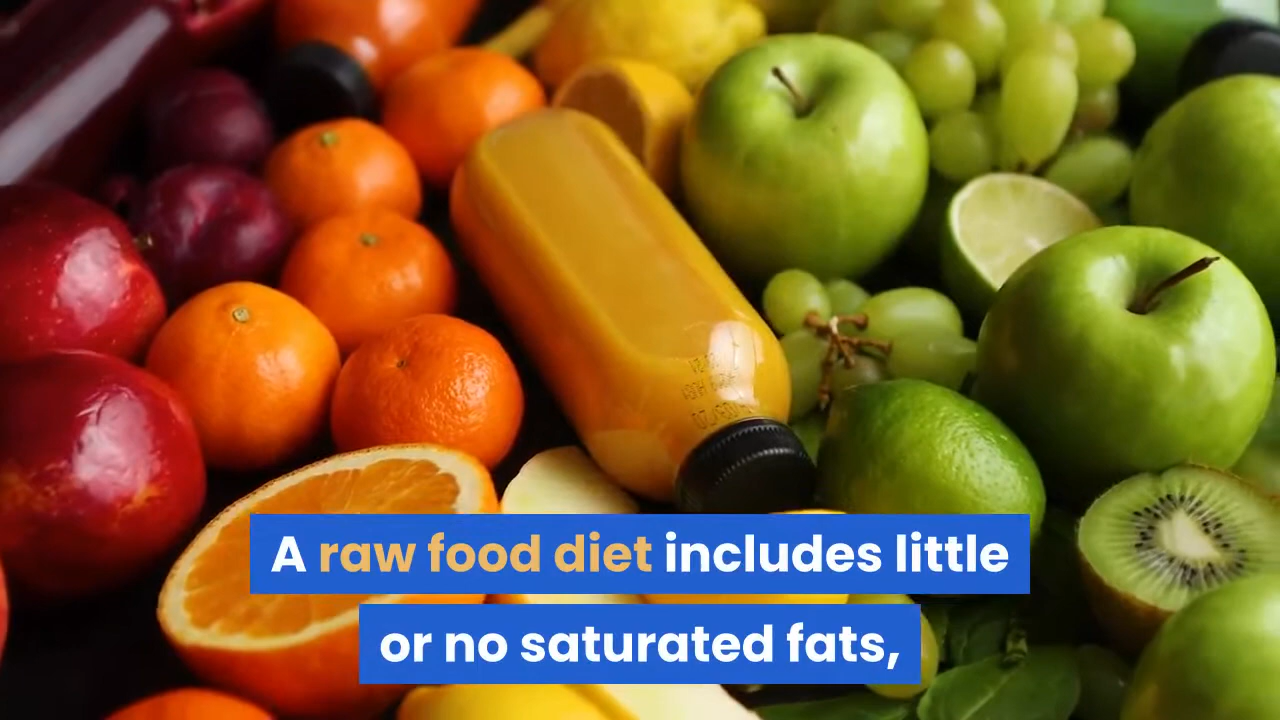 A raw food diet includes little
or no saturated fats,